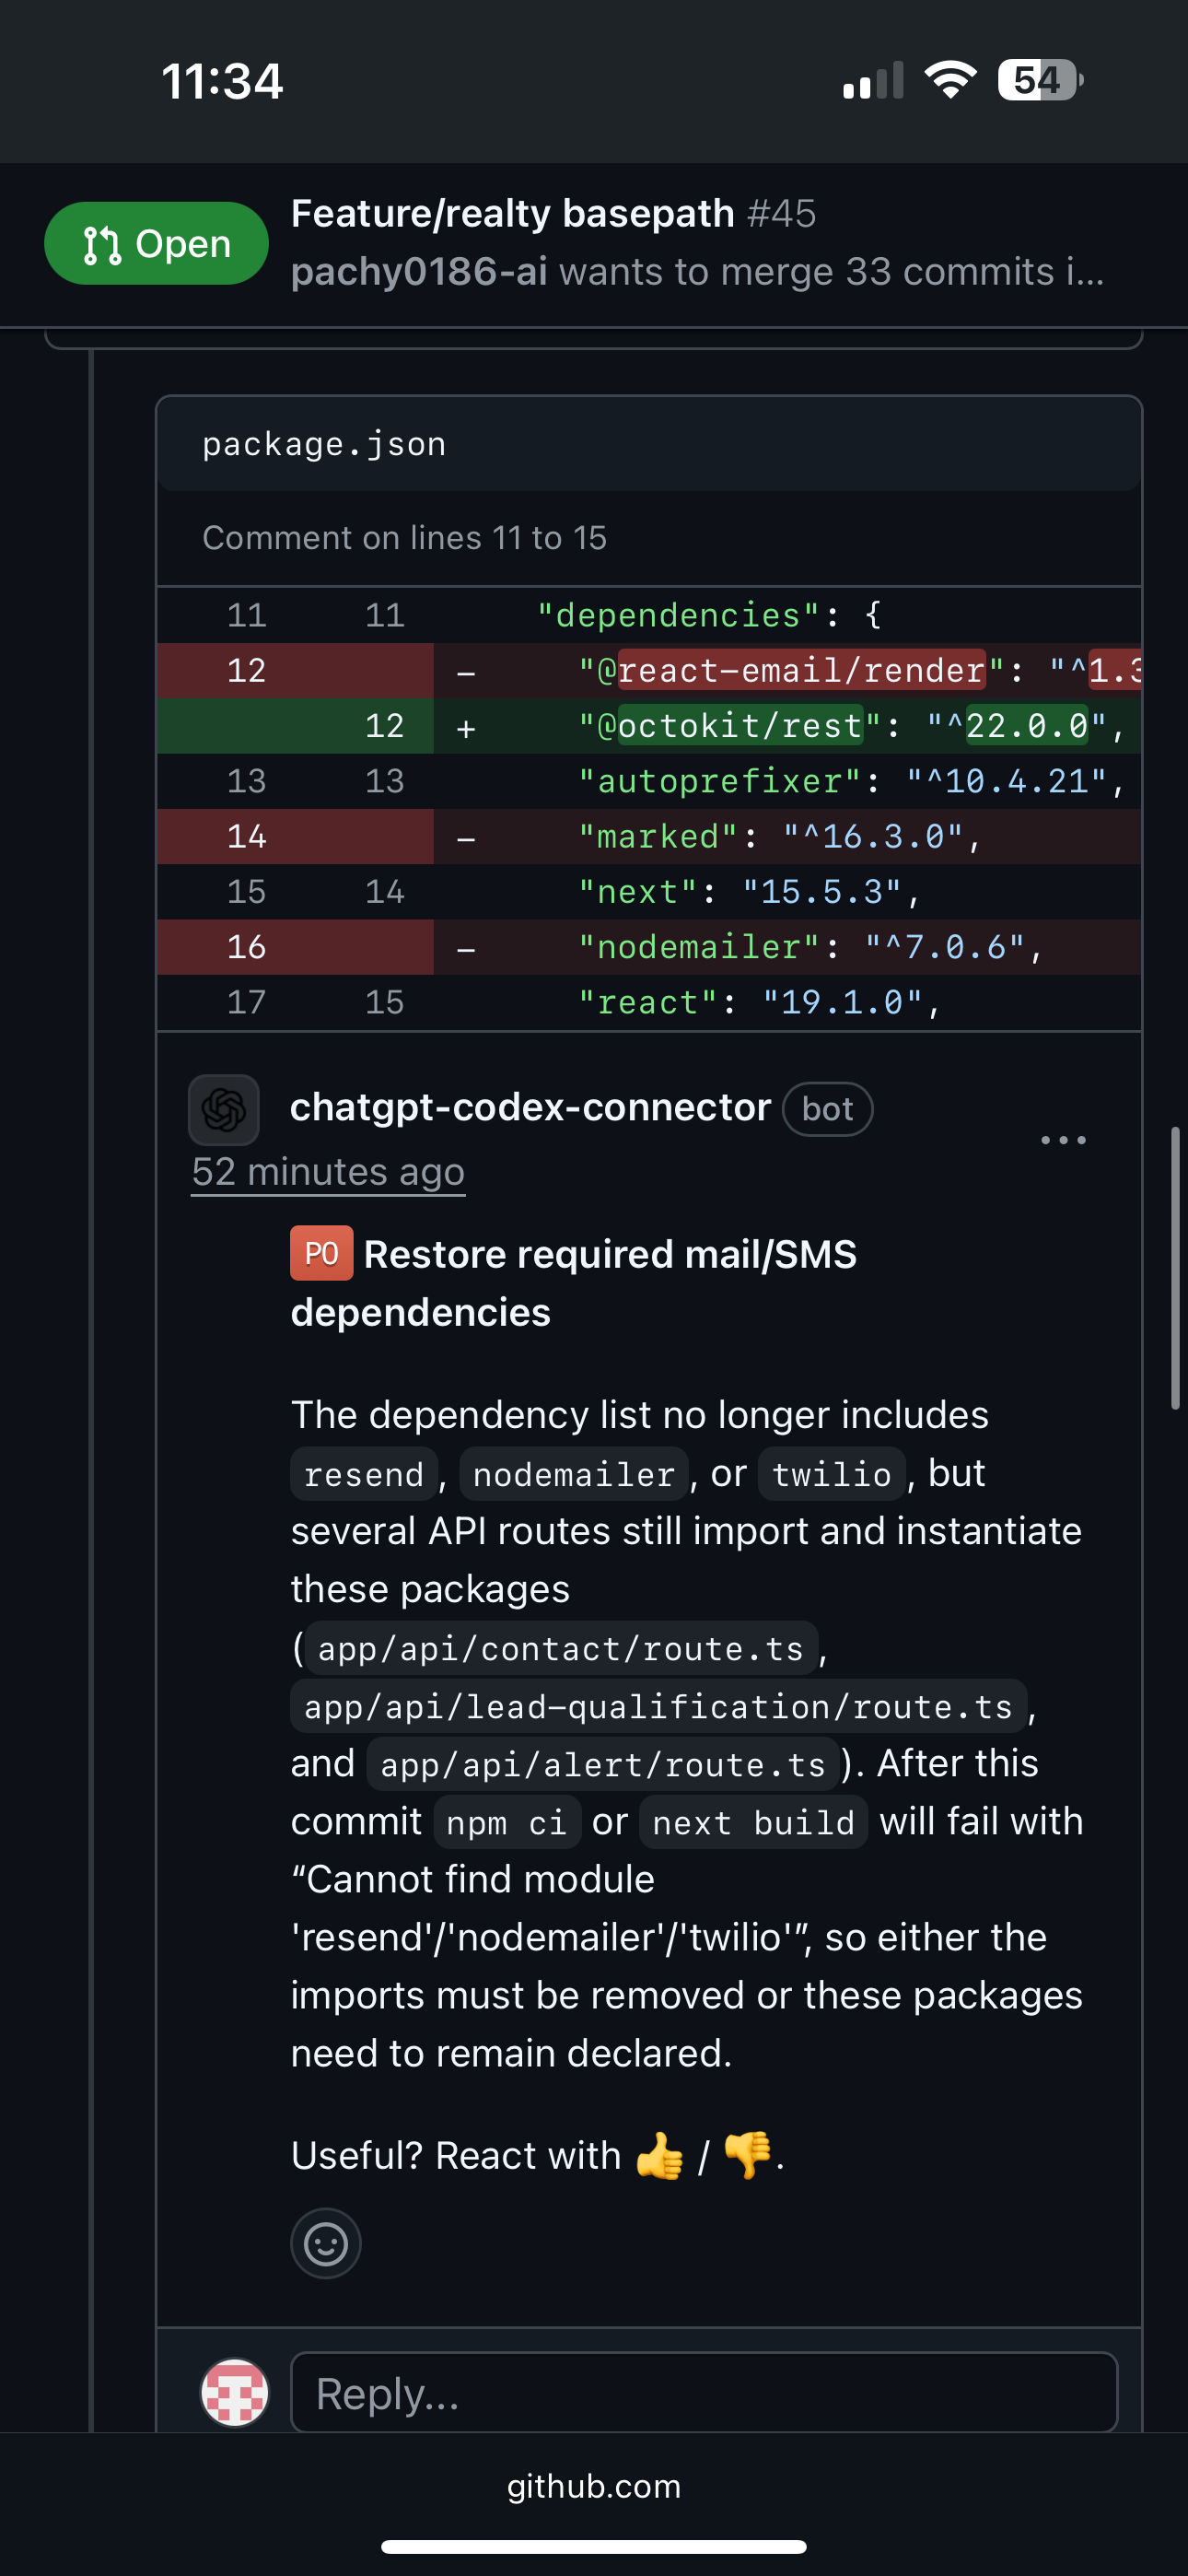 11:34
54
Open
Feature/realty basepath #45
pachy0186-ai wants to merge 33 commits i...
package.json
Comment on lines 11 to 15
11 11 "dependencies": {
12 - "@react-email/render": "^1.3
12 + "@octokit/rest": "^22.0.0",
13 13 "autoprefixer": "^10.4.21",
14 - "marked": "^16.3.0",
15 14 "next": "15.5.3",
16 - "nodemailer": "^7.0.6",
17 15 "react": "19.1.0",
chatgpt-codex-connector bot
...
52 minutes ago
P0 Restore required mail/SMS
dependencies
The dependency list no longer includes
resend, nodemailer, or twilio, but
several API routes still import and instantiate
these packages
(app/api/contact/route.ts,
app/api/lead-qualification/route.ts,
and app/api/alert/route.ts). After this
commit npm ci or next build will fail with
“Cannot find module
'resend'/'nodemailer'/'twilio'”, so either the
imports must be removed or these packages
need to remain declared.
Useful? React with 👍 / 👎.
Reply...
github.com